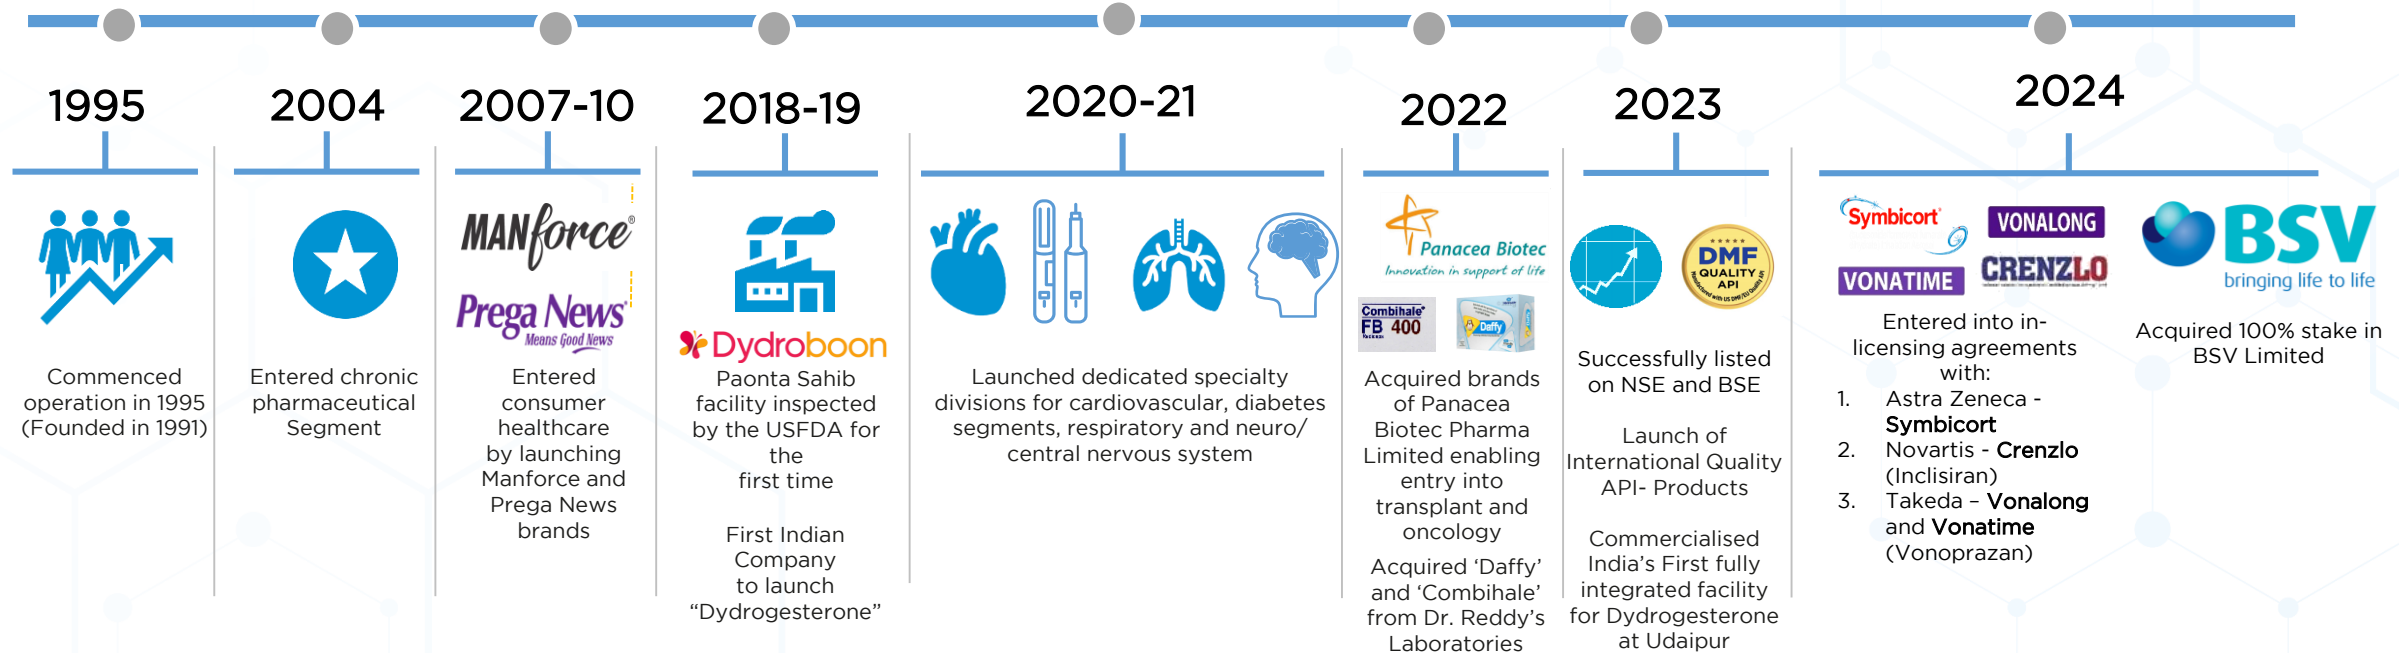 1995
Commenced
operation in 1995
(Founded in 1991)
2004
Entered chronic
pharmaceutical
Segment
2007-10
MANforce®
Prega News
Means Good News
Entered
consumer
healthcare
by launching
Manforce and
Prega News
brands
2018-19
Dydroboon
Paonta Sahib
facility inspected
by the USFDA for
the
first time
First Indian
Company
to launch
“Dydrogesterone”
2020-21
Launched dedicated specialty
divisions for cardiovascular, diabetes
segments, respiratory and neuro/
central nervous system
2022
Panacea Biotec
Innovation in support of life
Combihale
FB 400
Daffy
Acquired brands
of Panacea
Biotec Pharma
Limited enabling
entry into
transplant and
oncology
Acquired ‘Daffy’
and ‘Combihale’
from Dr. Reddy’s
Laboratories
2023
DMF
QUALITY
API
Successfully listed
on NSE and BSE
Launch of
International Quality
API- Products
Commercialised
India’s First fully
integrated facility
for Dydrogesterone
at Udaipur
2024
Symbicort
VONALONG
VONATIME
CRENZLO
Entered into in-
licensing agreements
with:
1. Astra Zeneca -
Symbicort
2. Novartis - Crenzlo
(Inclisiran)
3. Takeda – Vonalong
and Vonatime
(Vonoprazan)
BSV
bringing life to life
Acquired 100% stake in
BSV Limited